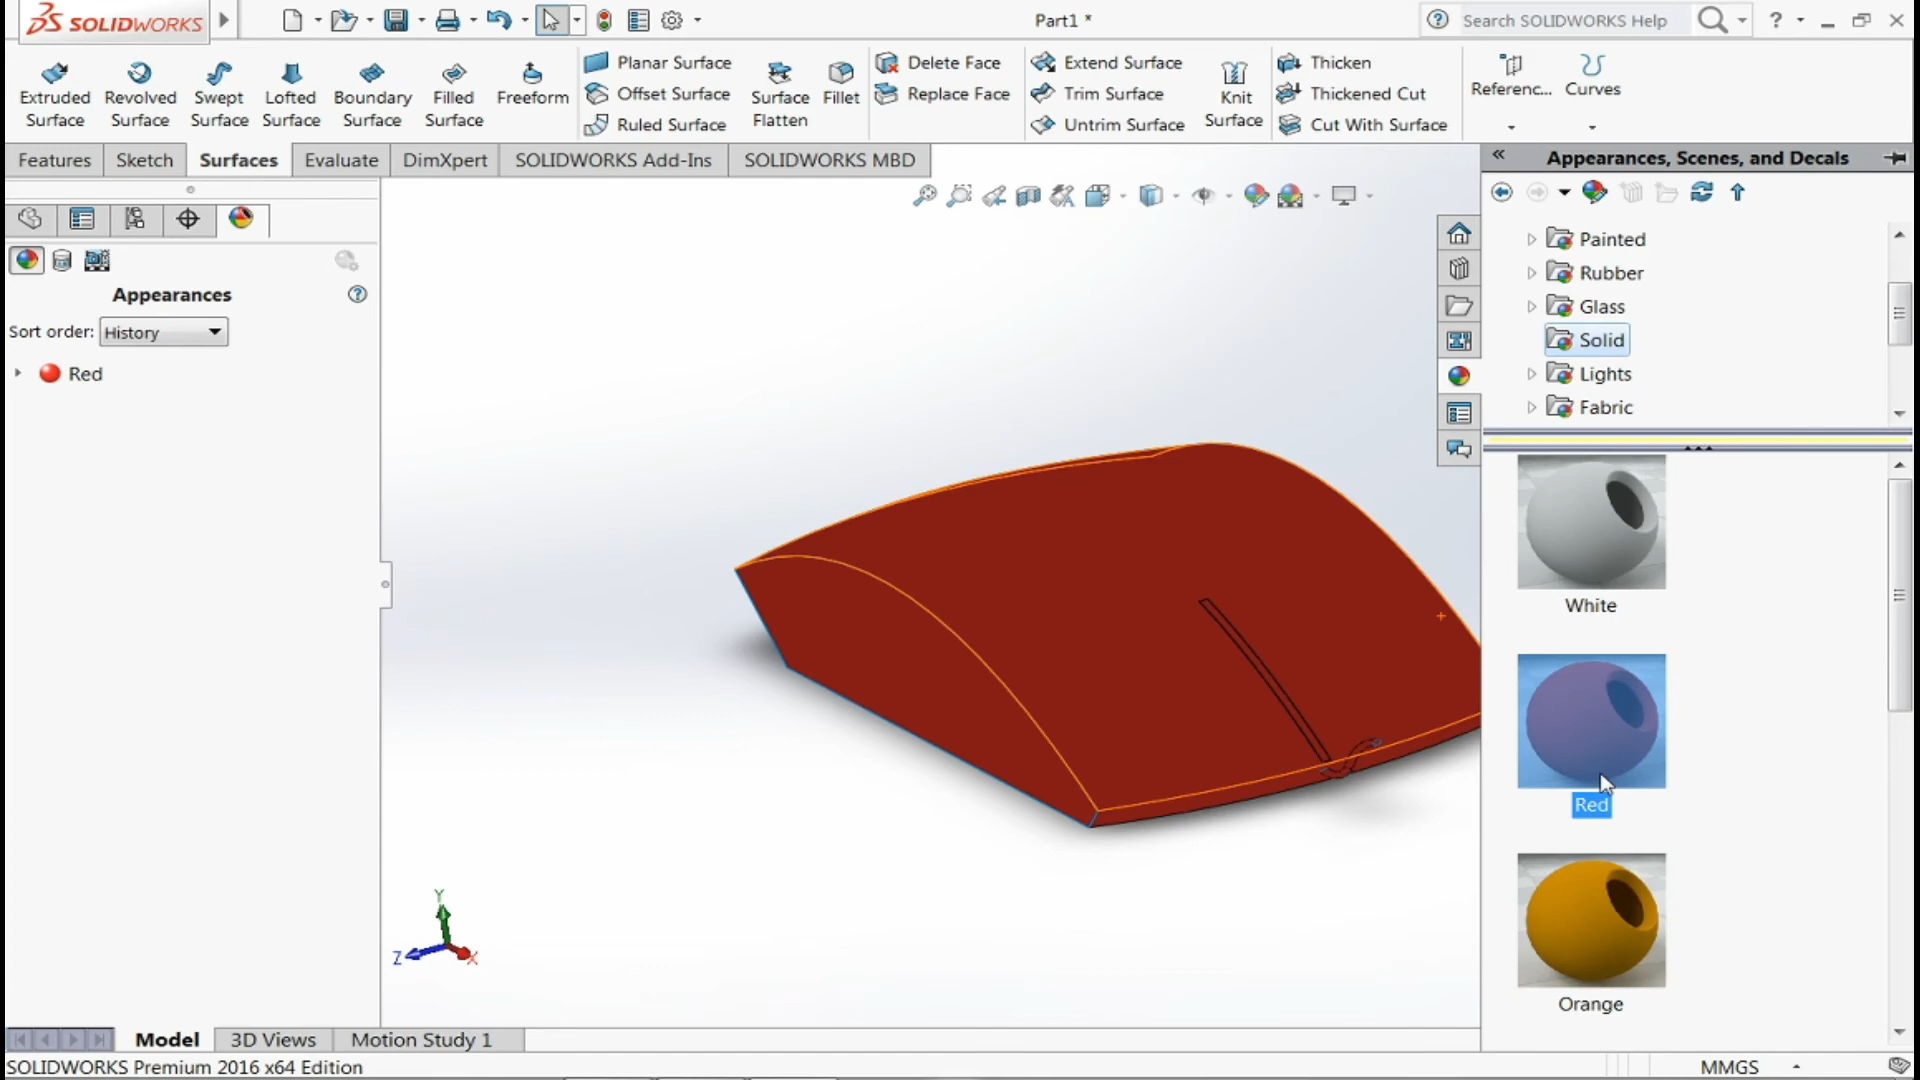 SOLIDWORKS
Part1 *
Search SOLIDWORKS Help
?
Extruded Surface
Revolved Surface
Swept Surface
Lofted Surface
Boundary Surface
Filled Surface
Freeform
Planar Surface
Offset Surface
Ruled Surface
Surface Flatten
Fillet
Delete Face
Replace Face
Extend Surface
Trim Surface
Untrim Surface
Knit Surface
Thicken
Thickened Cut
Cut With Surface
Referenc...
Curves
Features
Sketch
Surfaces
Evaluate
DimXpert
SOLIDWORKS Add-Ins
SOLIDWORKS MBD
Appearances, Scenes, and Decals
Appearances
Sort order: History
Red
Painted
Rubber
Glass
Solid
Lights
Fabric
White
Red
Orange
Y
Z
X
Model
3D Views
Motion Study 1
SOLIDWORKS Premium 2016 x64 Edition
MMGS